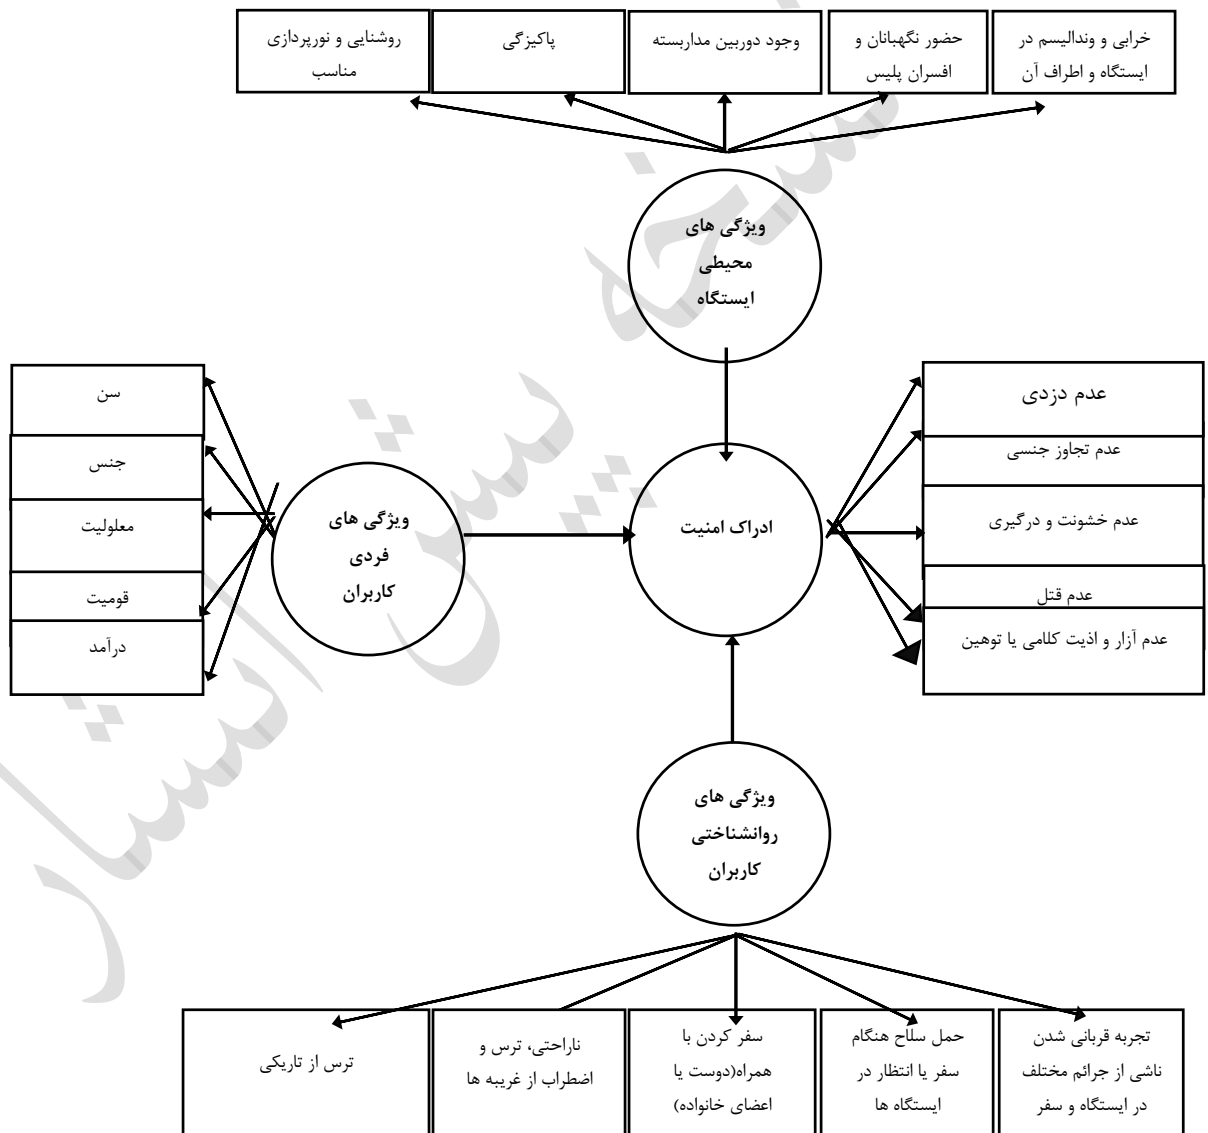 خرابی و وندالیسم در
ایستگاه و اطراف آن
حضور نگهبانان و
افسران پلیس
وجود دوربین مداربسته
پاکیزگی
روشنایی و نورپردازی
مناسب
ویژگی های
محیطی
ایستگاه
عدم دزدی
عدم تجاوز جنسی
عدم خشونت و درگیری
عدم قتل
عدم آزار و اذیت کلامی یا توهین
ادراک امنیت
ویژگی های
فردی
کاربران
سن
جنس
معلولیت
قومیت
درآمد
ویژگی های
روانشناختی
کاربران
تجربه قربانی شدن
ناشی از جرائم مختلف
در ایستگاه و سفر
حمل سلاح هنگام
سفر یا انتظار در
ایستگاه ها
سفر کردن با
همراه(دوست یا
اعضای خانواده)
ناراحتی، ترس و
اضطراب از غریبه ها
ترس از تاریکی